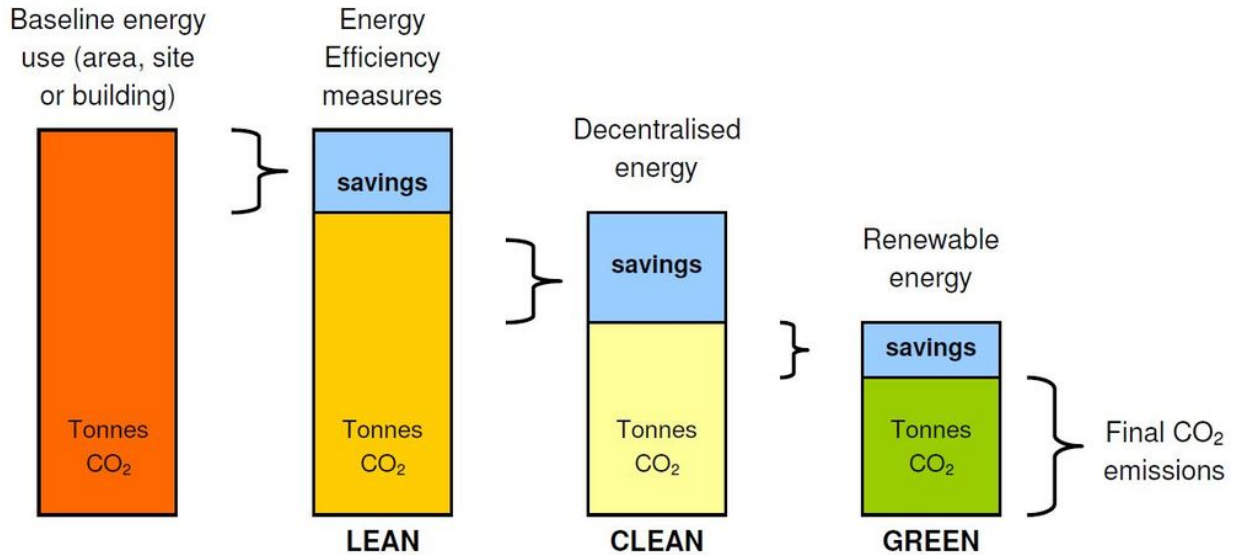 Baseline energy
use (area, site
or building)
Energy
Efficiency
measures
Decentralised
energy
Renewable
energy
savings
savings
savings
Tonnes
CO₂
Tonnes
CO₂
Tonnes
CO₂
Tonnes
CO₂
Final CO₂
emissions
LEAN
CLEAN
GREEN